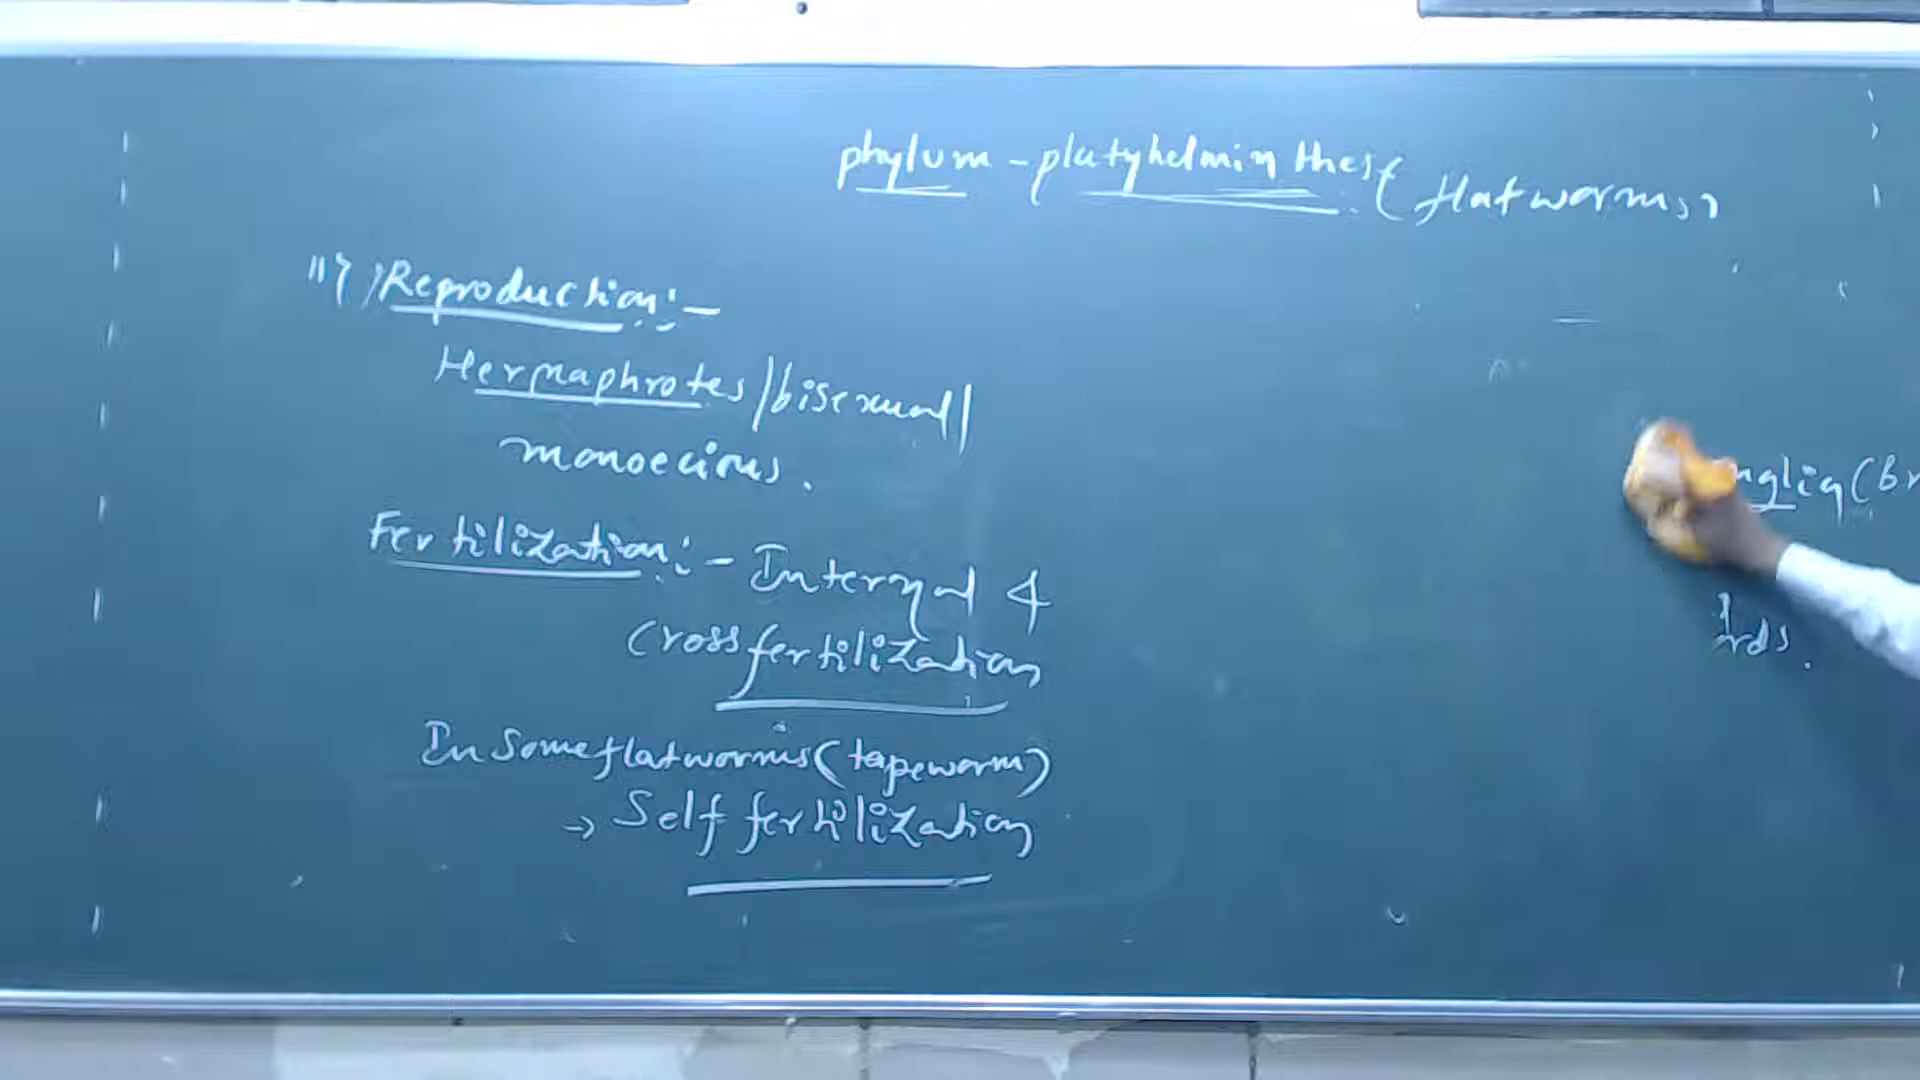 phylum - platyhelminthes (flatworms)
11) Reproduction :-
Hermaphrotes/bisexual/
monoecious.
Fertilization :- Internal &
Cross fertilization
In Some flatworms (tapeworm)
→ Self fertilization
nglia (br
rds.